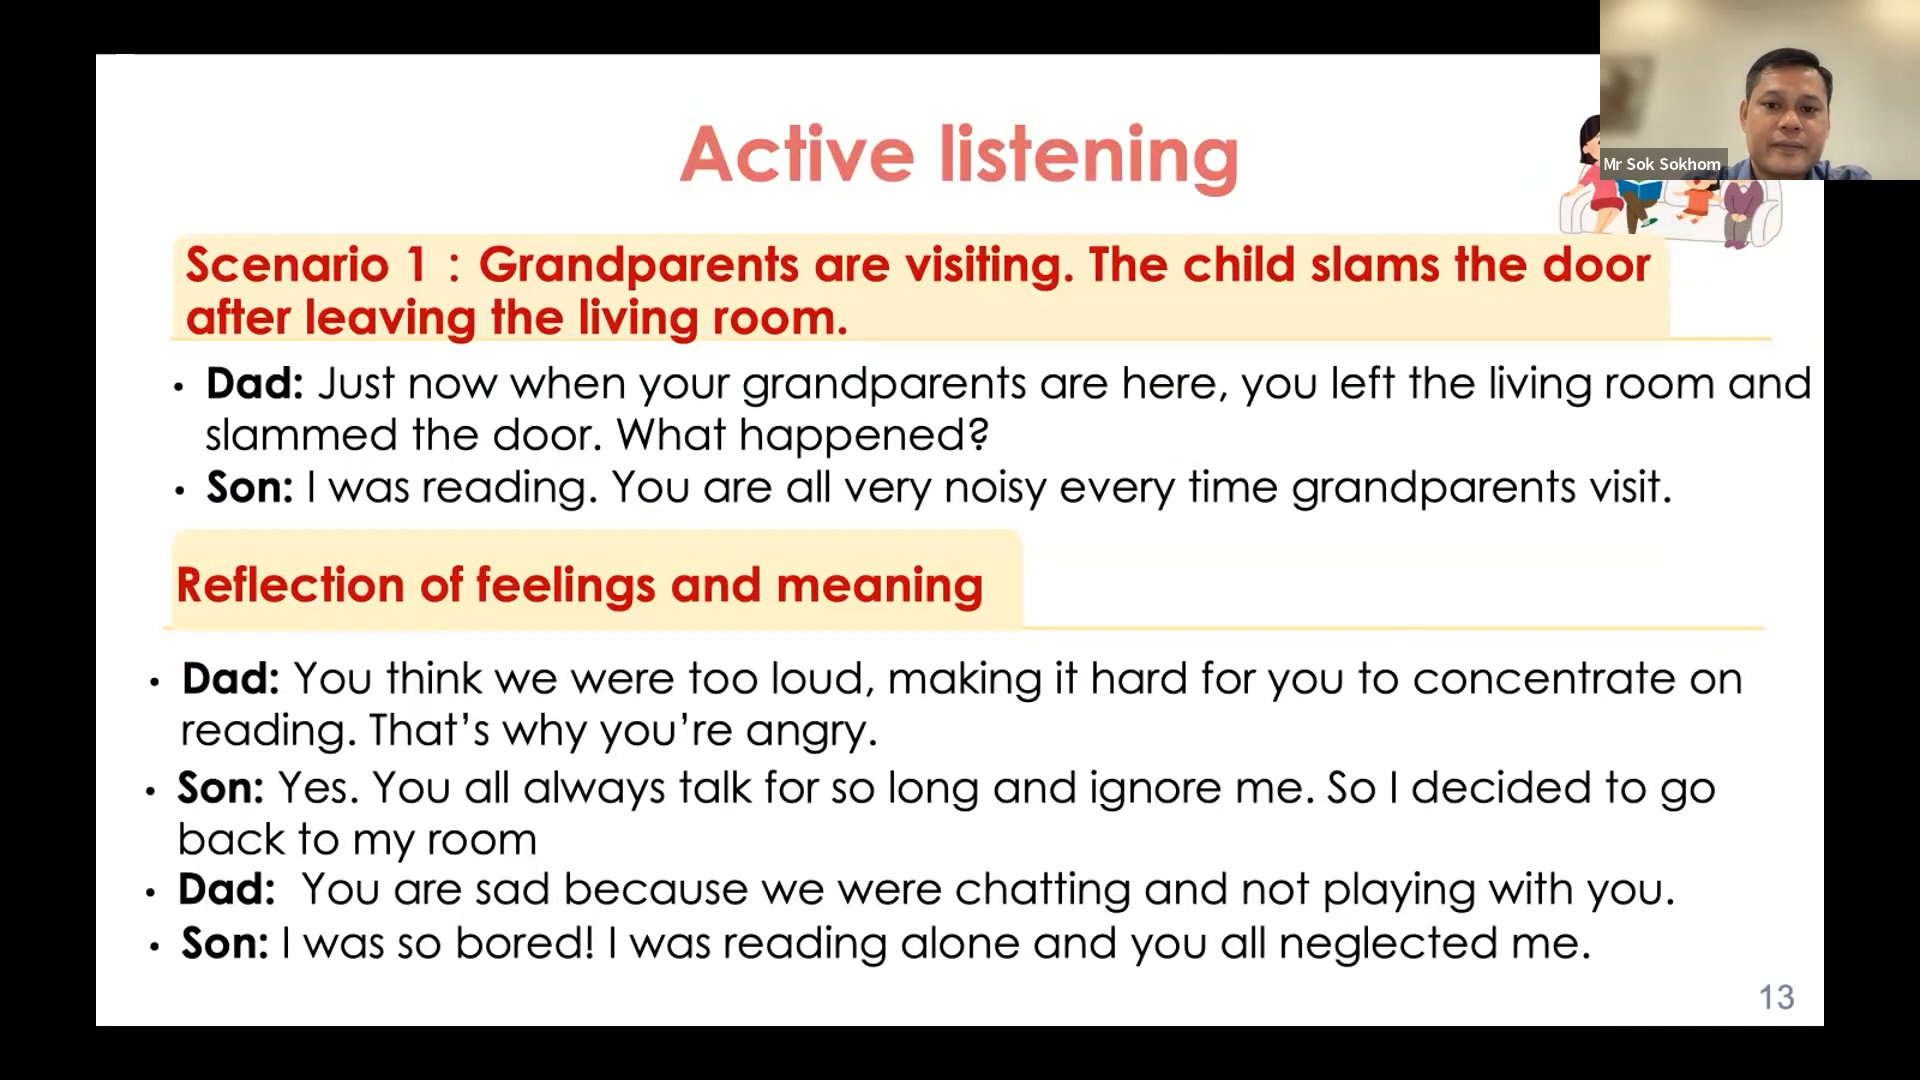 Active listening
Mr Sok Sokhom
Scenario 1 : Grandparents are visiting. The child slams the door
after leaving the living room.
• Dad: Just now when your grandparents are here, you left the living room and
slammed the door. What happened?
• Son: I was reading. You are all very noisy every time grandparents visit.
Reflection of feelings and meaning
• Dad: You think we were too loud, making it hard for you to concentrate on
reading. That’s why you’re angry.
• Son: Yes. You all always talk for so long and ignore me. So I decided to go
back to my room
• Dad: You are sad because we were chatting and not playing with you.
• Son: I was so bored! I was reading alone and you all neglected me.
13